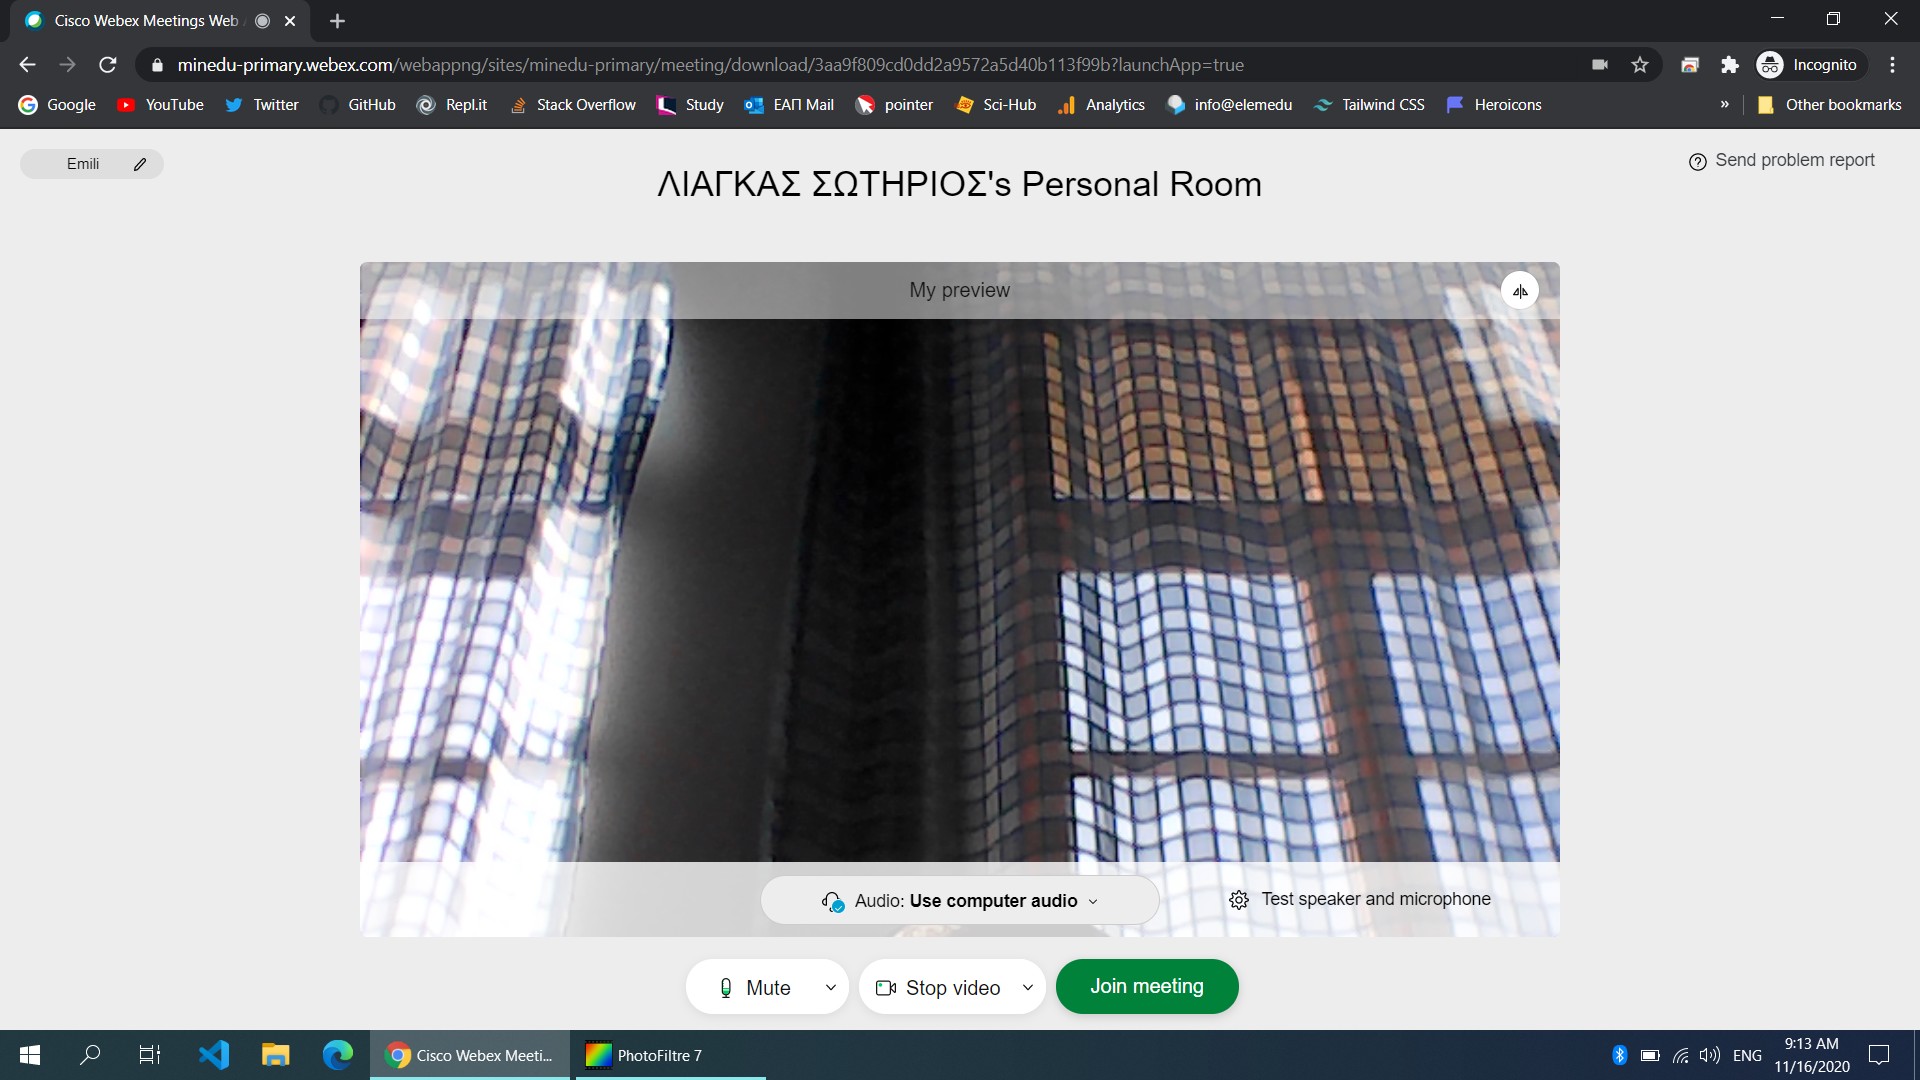 Cisco Webex Meetings Web
minedu-primary.webex.com/webappng/sites/minedu-primary/meeting/download/3aa9f809cd0dd2a9572a5d40b113f99b?launchApp=true
Incognito
Google YouTube Twitter GitHub Repl.it Stack Overflow Study ΕΑΠ Mail pointer Sci-Hub Analytics info@elemedu Tailwind CSS Heroicons » Other bookmarks
Emili
Send problem report
ΛΙΑΓΚΑΣ ΣΩΤΗΡΙΟΣ's Personal Room
My preview
Audio: Use computer audio
Test speaker and microphone
Mute
Stop video
Join meeting
Cisco Webex Meeti...
PhotoFiltre 7
ENG
9:13 AM
11/16/2020